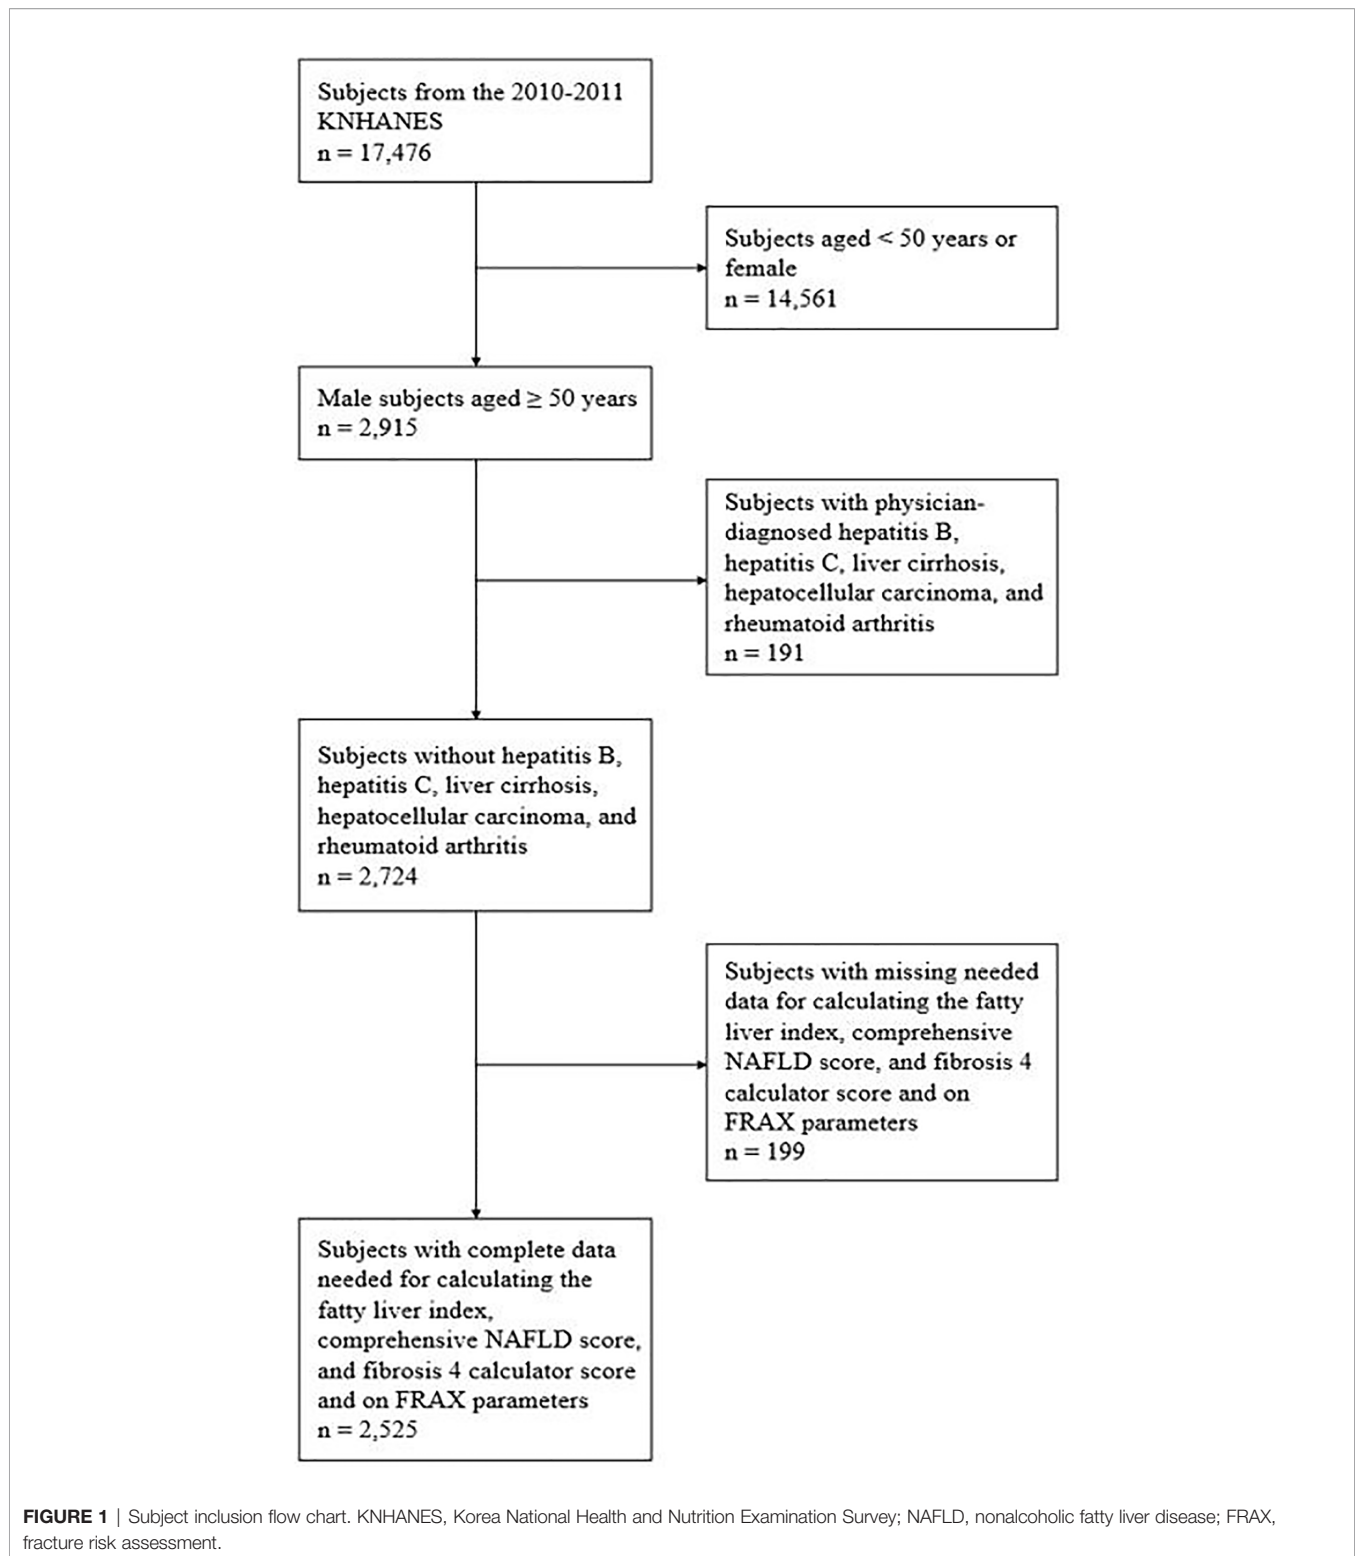 Subjects from the 2010-2011
KNHANES
n = 17,476
Subjects aged < 50 years or
female
n = 14,561
Male subjects aged ≥ 50 years
n = 2,915
Subjects with physician-
diagnosed hepatitis B,
hepatitis C, liver cirrhosis,
hepatocellular carcinoma, and
rheumatoid arthritis
n = 191
Subjects without hepatitis B,
hepatitis C, liver cirrhosis,
hepatocellular carcinoma, and
rheumatoid arthritis
n = 2,724
Subjects with missing needed
data for calculating the fatty
liver index, comprehensive
NAFLD score, and fibrosis 4
calculator score and on
FRAX parameters
n = 199
Subjects with complete data
needed for calculating the
fatty liver index,
comprehensive NAFLD score,
and fibrosis 4 calculator score
and on FRAX parameters
n = 2,525
FIGURE 1 | Subject inclusion flow chart. KNHANES, Korea National Health and Nutrition Examination Survey; NAFLD, nonalcoholic fatty liver disease; FRAX,
fracture risk assessment.